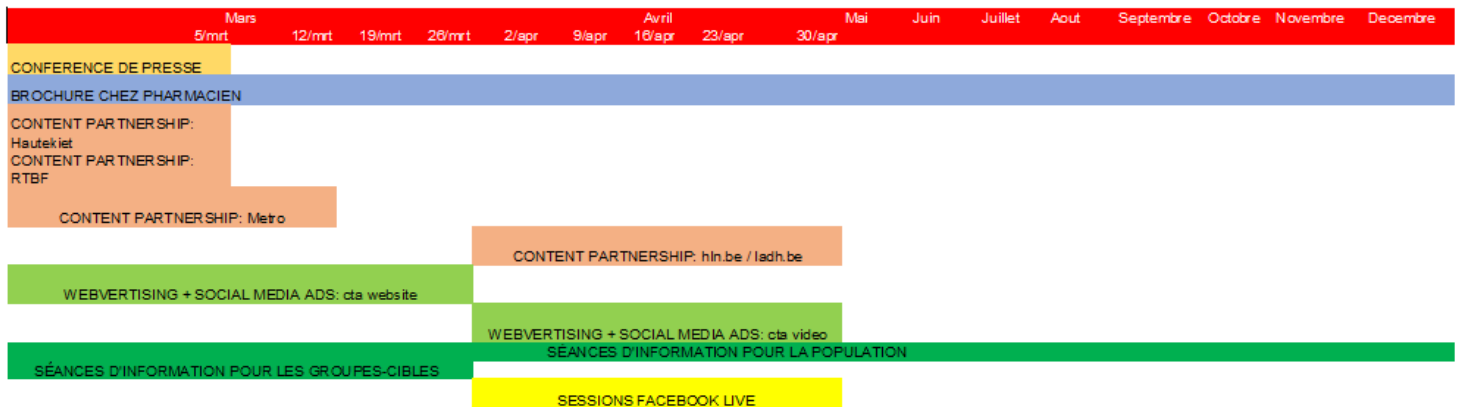 Mars Avril Mai Juin Juillet Aout Septembre Octobre Novembre Decembre
5/mrt 12/mrt 19/mrt 26/mrt 2/apr 9/apr 16/apr 23/apr 30/apr
CONFERENCE DE PRESSE
BROCHURE CHEZ PHARMACIEN
CONTENT PARTNERSHIP:
Hautekiet
CONTENT PARTNERSHIP:
RTBF
CONTENT PARTNERSHIP: Metro
CONTENT PARTNERSHIP: hln.be / ladh.be
WEBVERTISING + SOCIAL MEDIA ADS: cta website
WEBVERTISING + SOCIAL MEDIA ADS: cta video
SÉANCES D'INFORMATION POUR LA POPULATION
SÉANCES D'INFORMATION POUR LES GROUPES-CIBLES
SESSIONS FACEBOOK LIVE